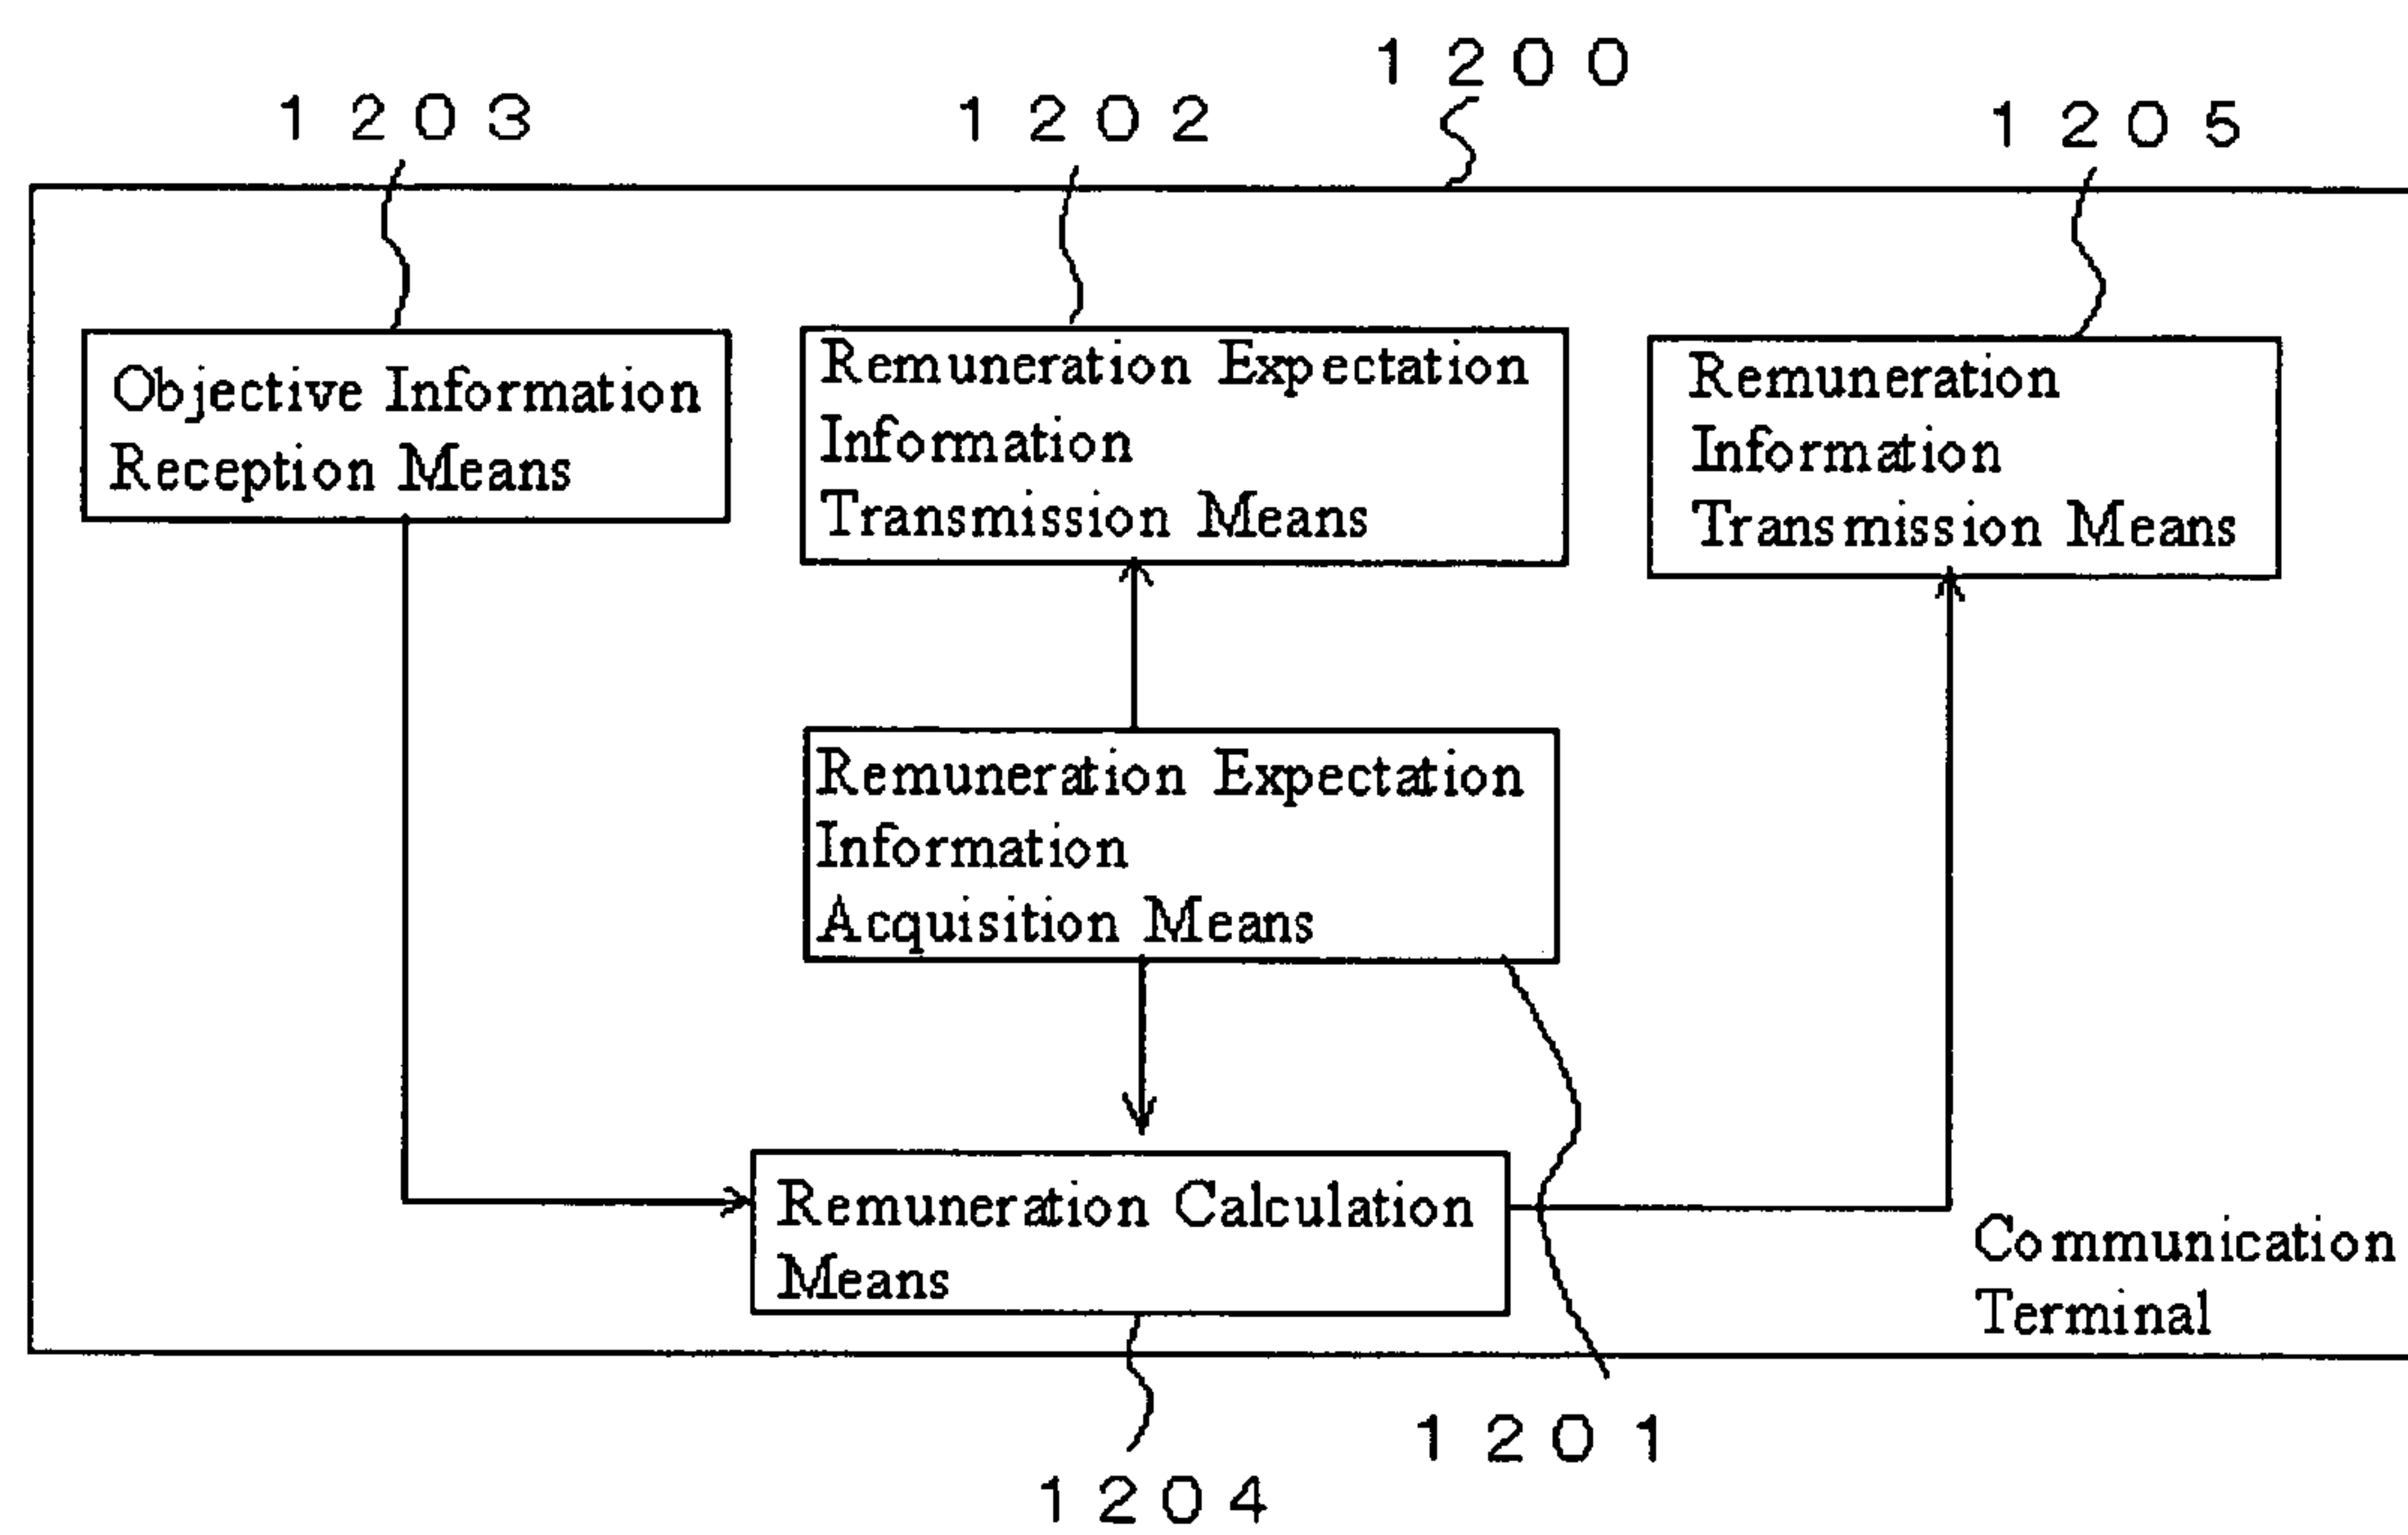 1200
1203
1202
1205
Objective Information
Reception Means
Remuneration Expectation
Information
Transmission Means
Remuneration
Information
Transmission Means
Remuneration Expectation
Information
Acquisition Means
Remuneration Calculation
Means
Communication
Terminal
1201
1204